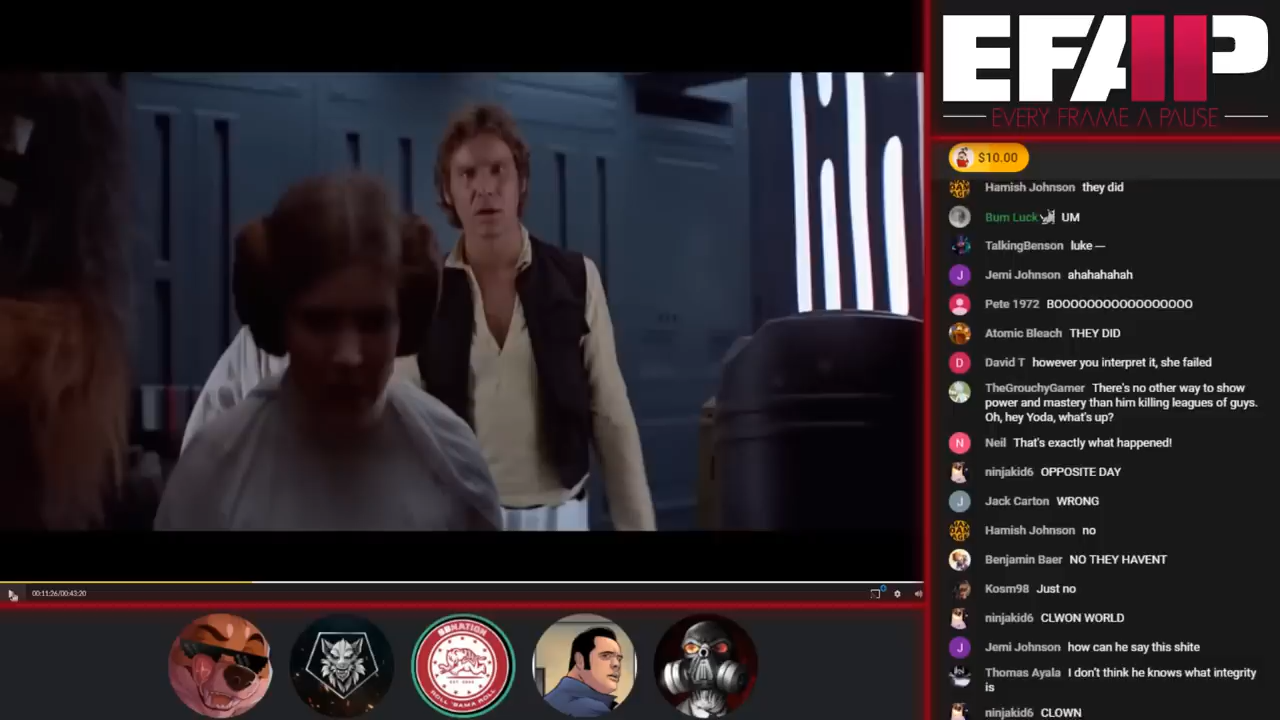 EFAP
EVERY FRAME A PAUSE
$10.00
Hamish Johnson they did
Bum Luck UM
TalkingBenson luke —
Jemi Johnson ahahahahah
Pete 1972 BOOOOOOOOOOOOOOOOO
Atomic Bleach THEY DID
David T however you interpret it, she failed
TheGrouchyGamer There's no other way to show
power and mastery than him killing leagues of guys.
Oh, hey Yoda, what's up?
Neil That's exactly what happened!
ninjakid6 OPPOSITE DAY
Jack Carton WRONG
Hamish Johnson no
Benjamin Baer NO THEY HAVENT
Kosm98 Just no
ninjakid6 CLWON WORLD
Jemi Johnson how can he say this shite
Thomas Ayala I don't think he knows what integrity
is
ninjakid6 CLOWN
00:11:26/00:43:20
J
D
N
J
J
NATION
ROLL 'BAMA ROLL